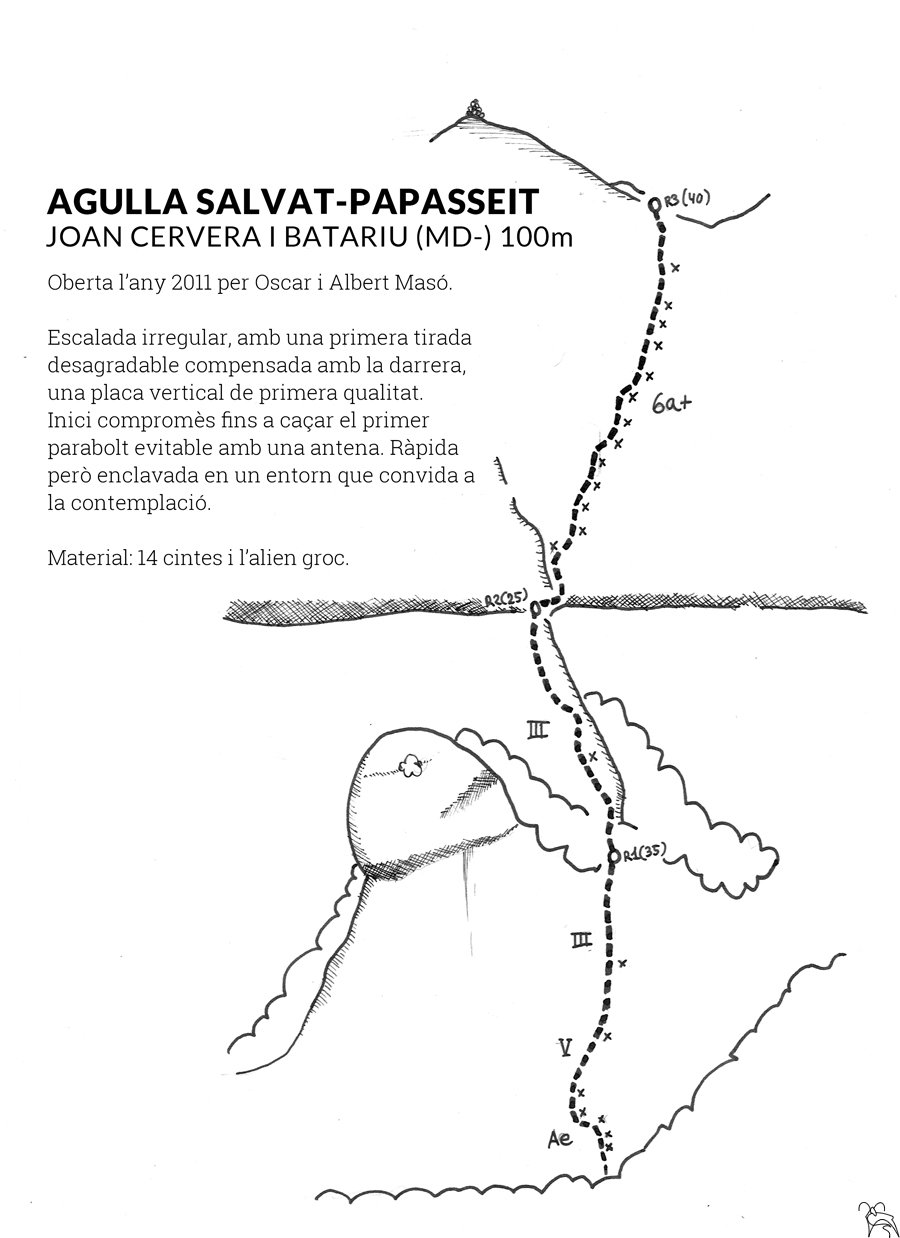 AGULLA SALVAT-PAPASSEIT
JOAN CERVERA I BATARIU (MD-) 100m
Oberta l'any 2011 per Oscar i Albert Masó.
Escalada irregular, amb una primera tirada
desagradable compensada amb la darrera,
una placa vertical de primera qualitat.
Inici compromès fins a caçar el primer
parabolt evitable amb una antena. Ràpida
però enclavada en un entorn que convida a
la contemplació.
Material: 14 cintes i l'alien groc.
R3(40)
6a+
R2(25)
III
R1(35)
III
V
Ae